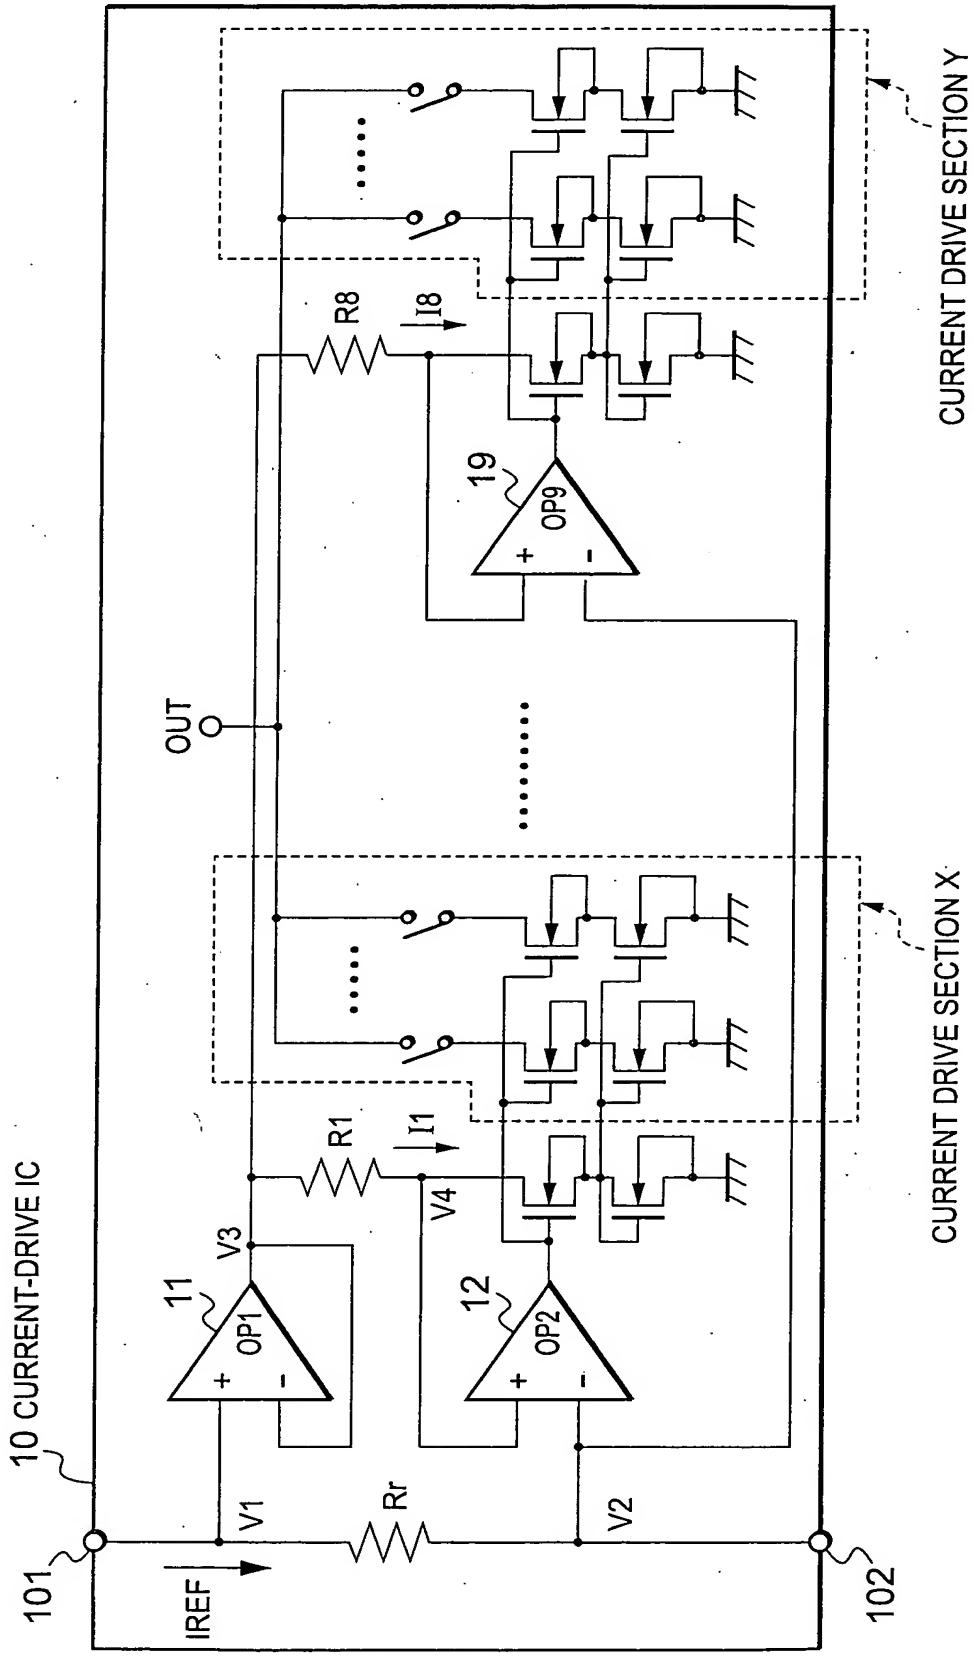 10 CURRENT-DRIVE IC
101
IREF
V1
Rr
V2
102
11
OP1
+
−
V3
R1
I1
V4
12
OP2
+
−
CURRENT DRIVE SECTION X
OUT
19
OP9
+
−
R8
I8
CURRENT DRIVE SECTION Y